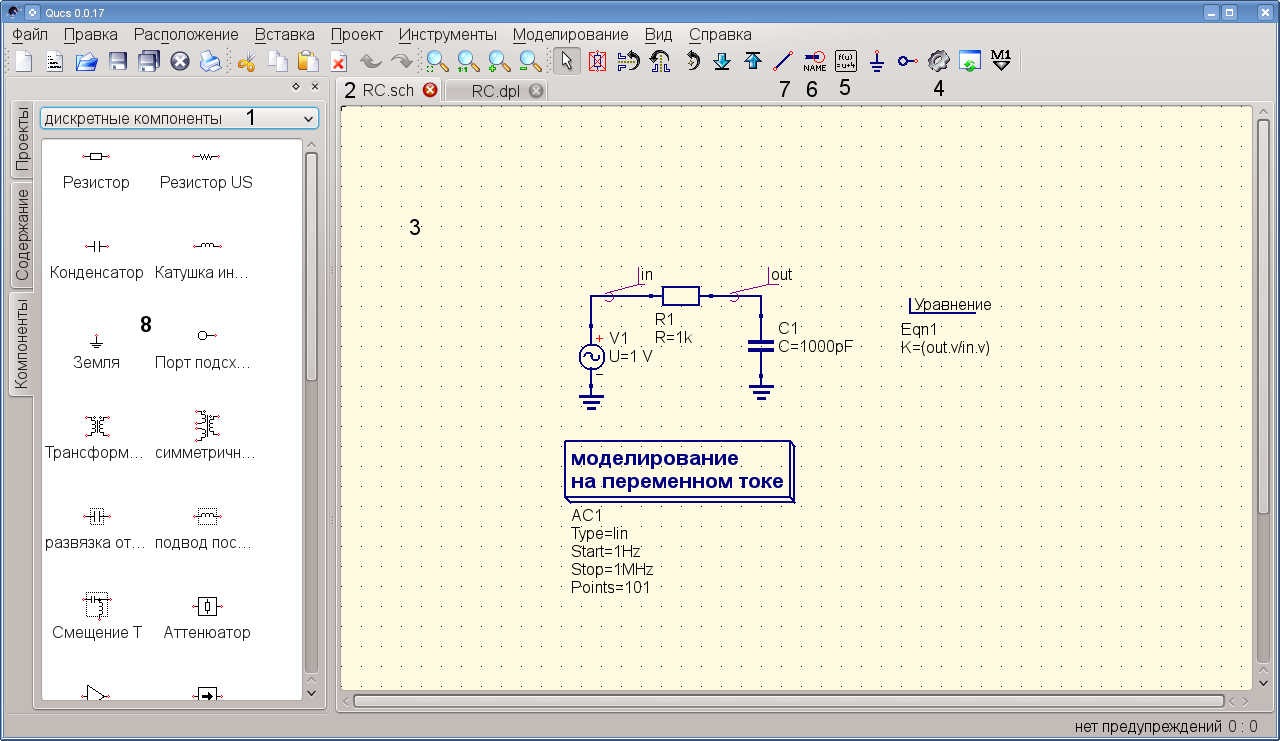 Qucs 0.0.17
Файл Правка Расположение Вставка Проект Инструменты Моделирование Вид Справка
1:1
NAME
f(ω)
=u+4
M1
2 RC.sch RC.dpl
7 6 5 4
дискретные компоненты 1
Проекты
Содержание
Компоненты
Резистор Резистор US
Конденсатор Катушка ин...
8
Земля Порт подсх...
Трансформ... симметричн...
развязка от... подвод пос...
Смещение T Аттенюатор
3
in
out
R1
R=1k
V1
U=1 V
C1
C=1000pF
Уравнение
Eqn1
K=(out.v/in.v)
моделирование
на переменном токе
AC1
Type=lin
Start=1Hz
Stop=1MHz
Points=101
нет предупреждений 0 : 0